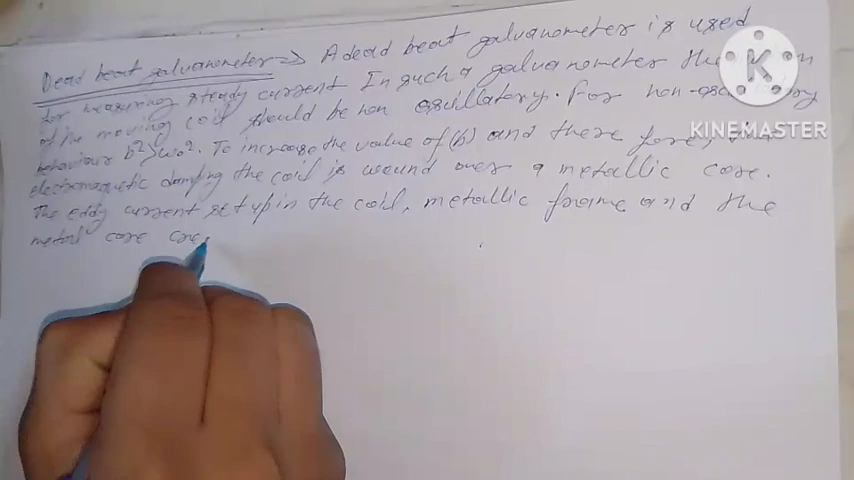 Dead beat galvanometer => A dead beat galvanometer is used
for measuring steady current In such a galvanometer the
of the moving coil should be non oscillatory. For non-
behaviour b²>ω₀². To increase the value of (b) and there fore,
electromagnetic damping the coil is wound over a metallic core.
The eddy current set up in the coil, metallic frame and the
metal core cre
KINEMASTER